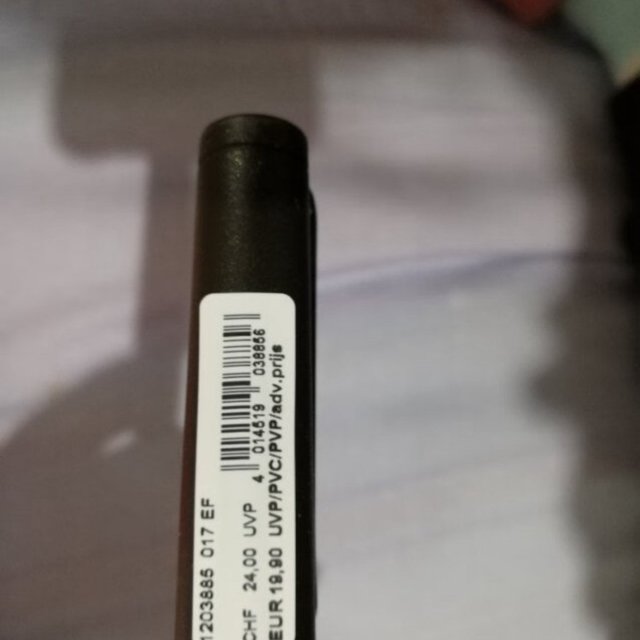 1203885 017 EF
4 014519 038856
CHF 24,00 UVP
EUR 19,90 UVP/PVC/PVP/adv.prijs